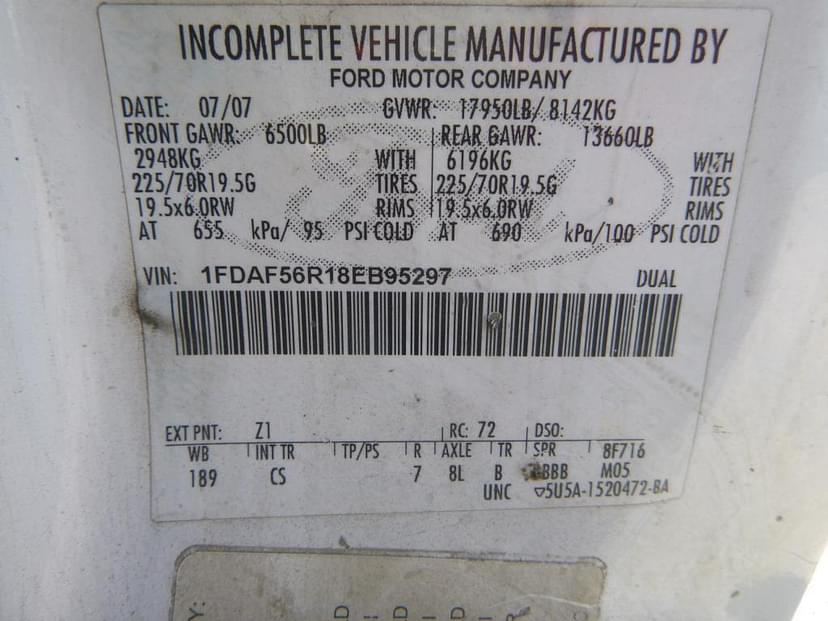 INCOMPLETE VEHICLE MANUFACTURED BY
FORD MOTOR COMPANY
DATE: 07/07 GVWR: 17950LB/ 8142KG
FRONT GAWR: 6500LB REAR GAWR: 13660LB
2948KG WITH 6196KG WITH
225/70R19.5G TIRES 225/70R19.5G TIRES
19.5x6.0RW RIMS 19.5x6.0RW RIMS
AT 655 kPa/ 95 PSI COLD AT 690 kPa/100 PSI COLD
VIN: 1FDAF56R18EB95297 DUAL
EXT PNT: Z1 RC: 72 DSO:
WB INT TR TP/PS R AXLE TR SPR 8F716
189 CS 7 8L B M05
UNC 5U5A-1520472-BA